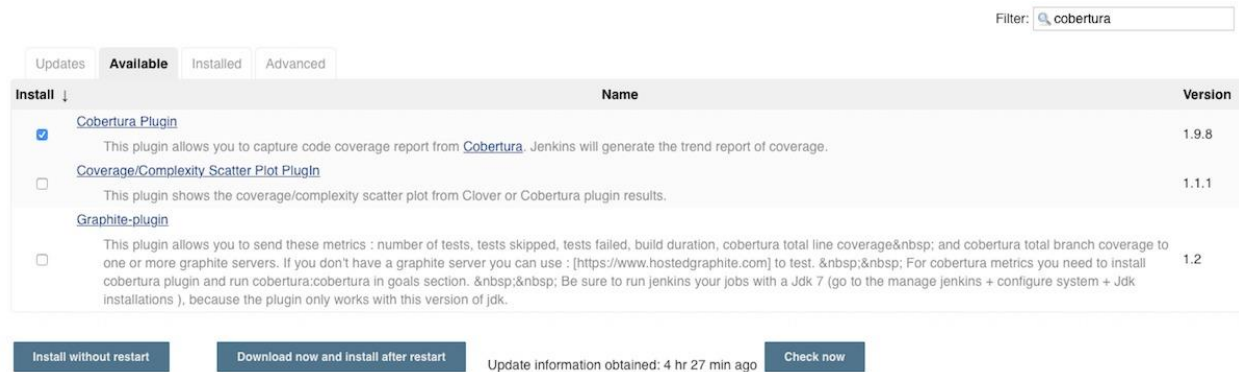 Filter: cobertura
Updates Available Installed Advanced
Install ↓ Name Version
Cobertura Plugin
This plugin allows you to capture code coverage report from Cobertura. Jenkins will generate the trend report of coverage.
1.9.8
Coverage/Complexity Scatter Plot PlugIn
This plugin shows the coverage/complexity scatter plot from Clover or Cobertura plugin results.
1.1.1
Graphite-plugin
This plugin allows you to send these metrics : number of tests, tests skipped, tests failed, build duration, cobertura total line coverage&nbsp; and cobertura total branch coverage to
one or more graphite servers. If you don't have a graphite server you can use : [https://www.hostedgraphite.com] to test. &nbsp;&nbsp; For cobertura metrics you need to install
cobertura plugin and run cobertura:cobertura in goals section. &nbsp;&nbsp; Be sure to run jenkins your jobs with a Jdk 7 (go to the manage jenkins + configure system + Jdk
installations ), because the plugin only works with this version of jdk.
1.2
Install without restart Download now and install after restart Update information obtained: 4 hr 27 min ago Check now